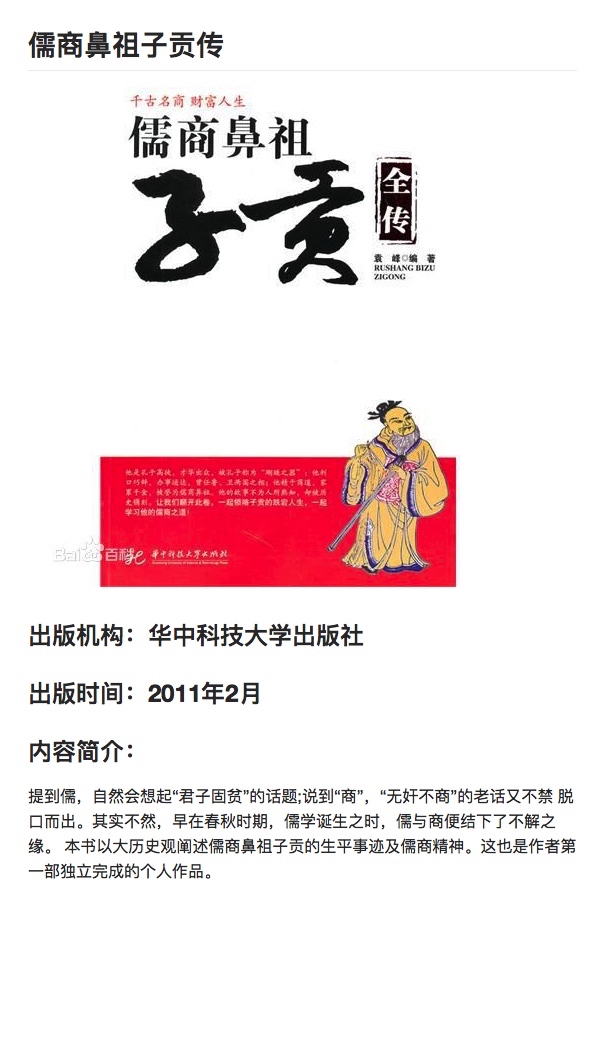 儒商鼻祖子贡传
千古名商 财富人生
儒商鼻祖
子贡
全传
袁 峰◎编 著
RUSHANG BIZU
ZIGONG
他是孔子高徒，才华出众，被孔子称为“瑚琏之器”；他利
口巧辞，办事通达，曾任鲁、卫两国之相；他精于商道，家
累千金，被誉为儒商鼻祖。他的故事不为人所熟知，却被历
史镌刻。让我们翻开此卷，一起领略子贡的跌宕人生，一起
学习他的儒商之道！
Bai百科
华中科技大学出版社
出版机构：华中科技大学出版社
出版时间：2011年2月
内容简介：
提到儒，自然会想起“君子固贫”的话题;说到“商”，“无奸不商”的老话又不禁 脱
口而出。其实不然，早在春秋时期，儒学诞生之时，儒与商便结下了不解之
缘。 本书以大历史观阐述儒商鼻祖子贡的生平事迹及儒商精神。这也是作者第
一部独立完成的个人作品。